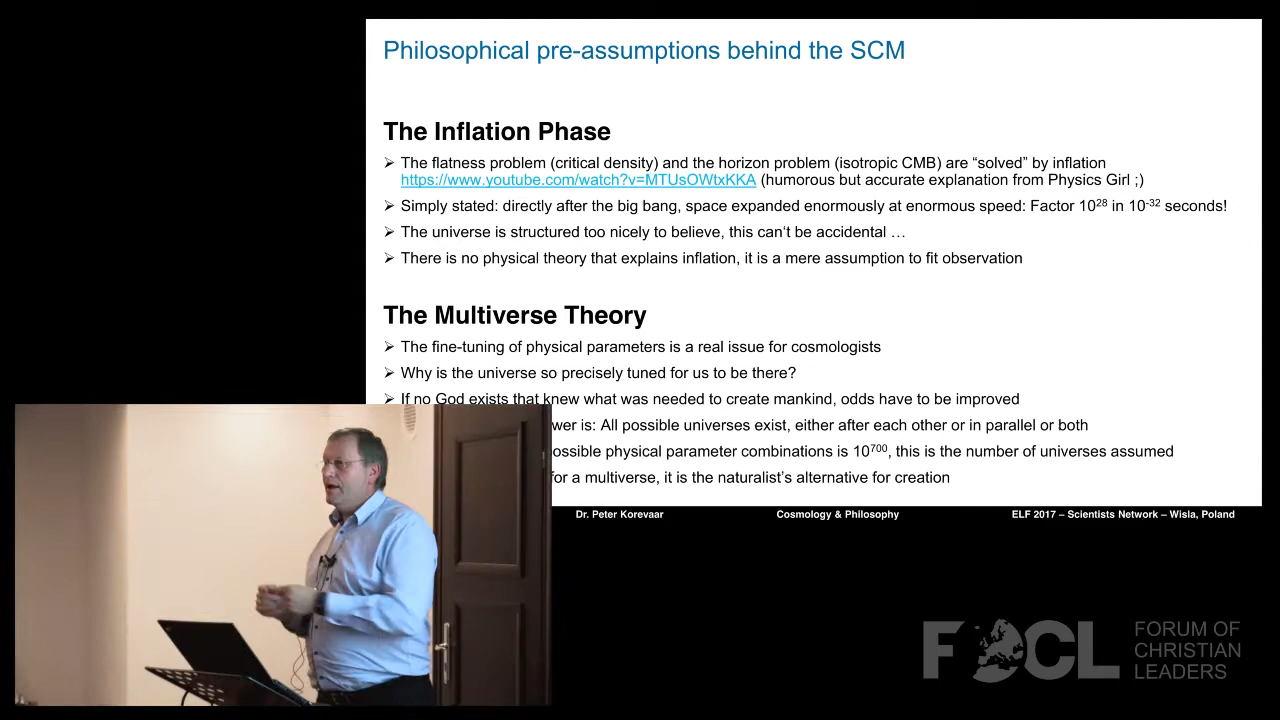 Philosophical pre-assumptions behind the SCM
The Inflation Phase
➢ The flatness problem (critical density) and the horizon problem (isotropic CMB) are “solved” by inflation
https://www.youtube.com/watch?v=MTUsOWtxKKA (humorous but accurate explanation from Physics Girl ;)
➢ Simply stated: directly after the big bang, space expanded enormously at enormous speed: Factor 10²⁸ in 10⁻³² seconds!
➢ The universe is structured too nicely to believe, this can‘t be accidental …
➢ There is no physical theory that explains inflation, it is a mere assumption to fit observation
The Multiverse Theory
➢ The fine-tuning of physical parameters is a real issue for cosmologists
➢ Why is the universe so precisely tuned for us to be there?
➢ If no God exists that knew what was needed to create mankind, odds have to be improved
wer is: All possible universes exist, either after each other or in parallel or both
ossible physical parameter combinations is 10⁷⁰⁰, this is the number of universes assumed
for a multiverse, it is the naturalist’s alternative for creation
Dr. Peter Korevaar Cosmology & Philosophy ELF 2017 – Scientists Network – Wisla, Poland
FOCL
FORUM OF
CHRISTIAN
LEADERS